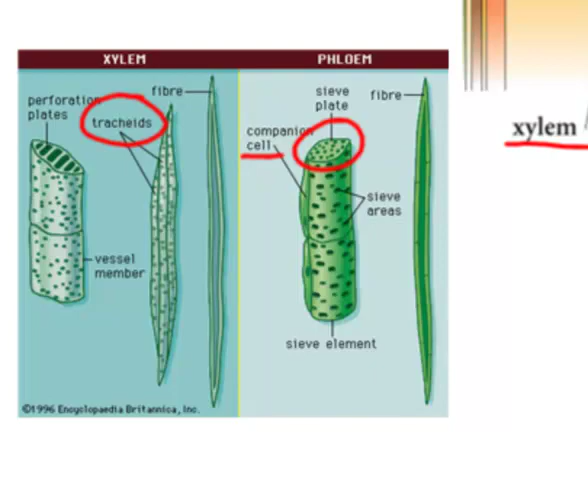 XYLEM
PHLOEM
perforation
plates
tracheids
fibre
vessel
member
sieve
plate
fibre
companion
cell
sieve
areas
sieve element
©1996 Encyclopaedia Britannica, Inc.
xylem